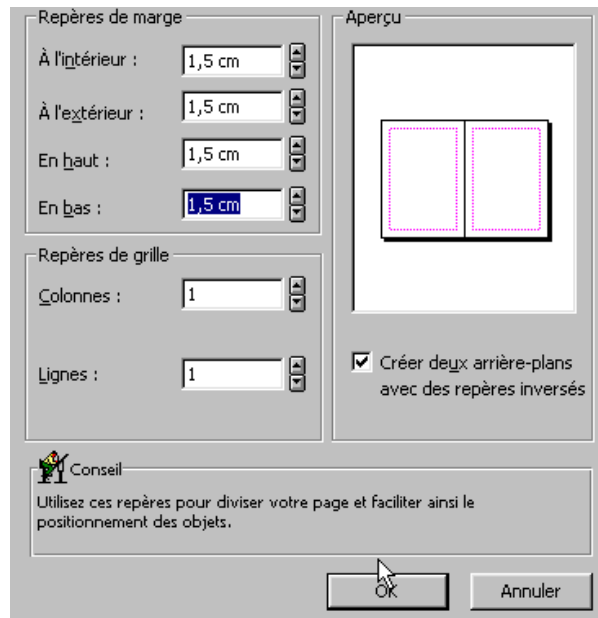 Repères de marge
À l'intérieur : 1,5 cm
À l'extérieur : 1,5 cm
En haut : 1,5 cm
En bas : 1,5 cm
Repères de grille
Colonnes : 1
Lignes : 1
Aperçu
Créer deux arrière-plans
avec des repères inversés
Conseil
Utilisez ces repères pour diviser votre page et faciliter ainsi le
positionnement des objets.
OK
Annuler